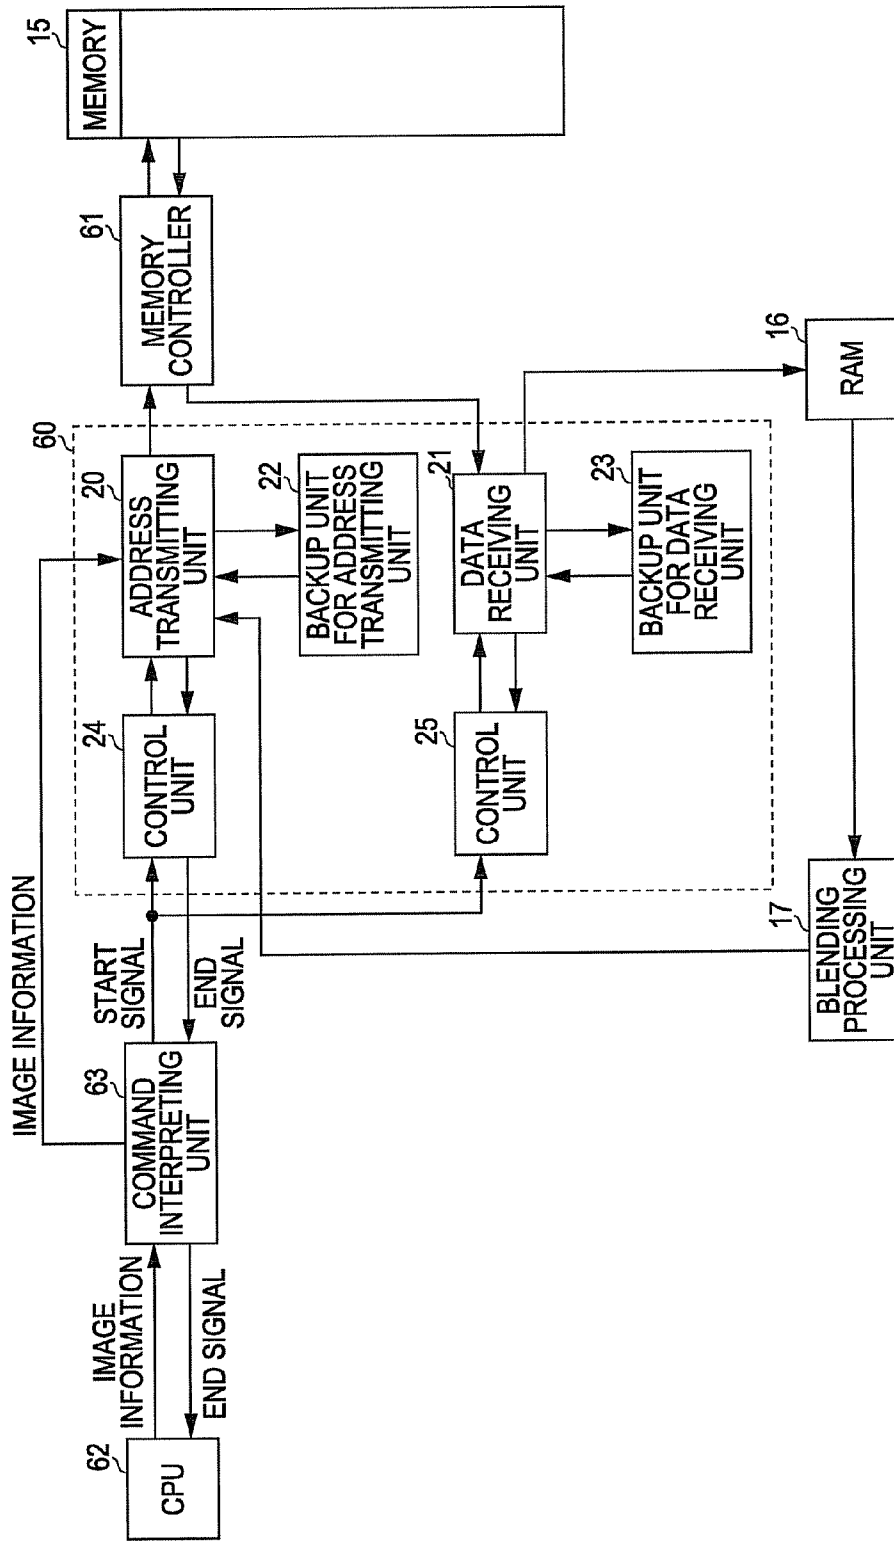 IMAGE INFORMATION
62
CPU
IMAGE
INFORMATION
END SIGNAL
63
COMMAND
INTERPRETING
UNIT
START
SIGNAL
END
SIGNAL
60
24
CONTROL
UNIT
20
ADDRESS
TRANSMITTING
UNIT
61
MEMORY
CONTROLLER
15
MEMORY
22
BACKUP UNIT
FOR ADDRESS
TRANSMITTING
UNIT
25
CONTROL
UNIT
21
DATA
RECEIVING
UNIT
23
BACKUP UNIT
FOR DATA
RECEIVING
UNIT
17
BLENDING
PROCESSING
UNIT
16
RAM